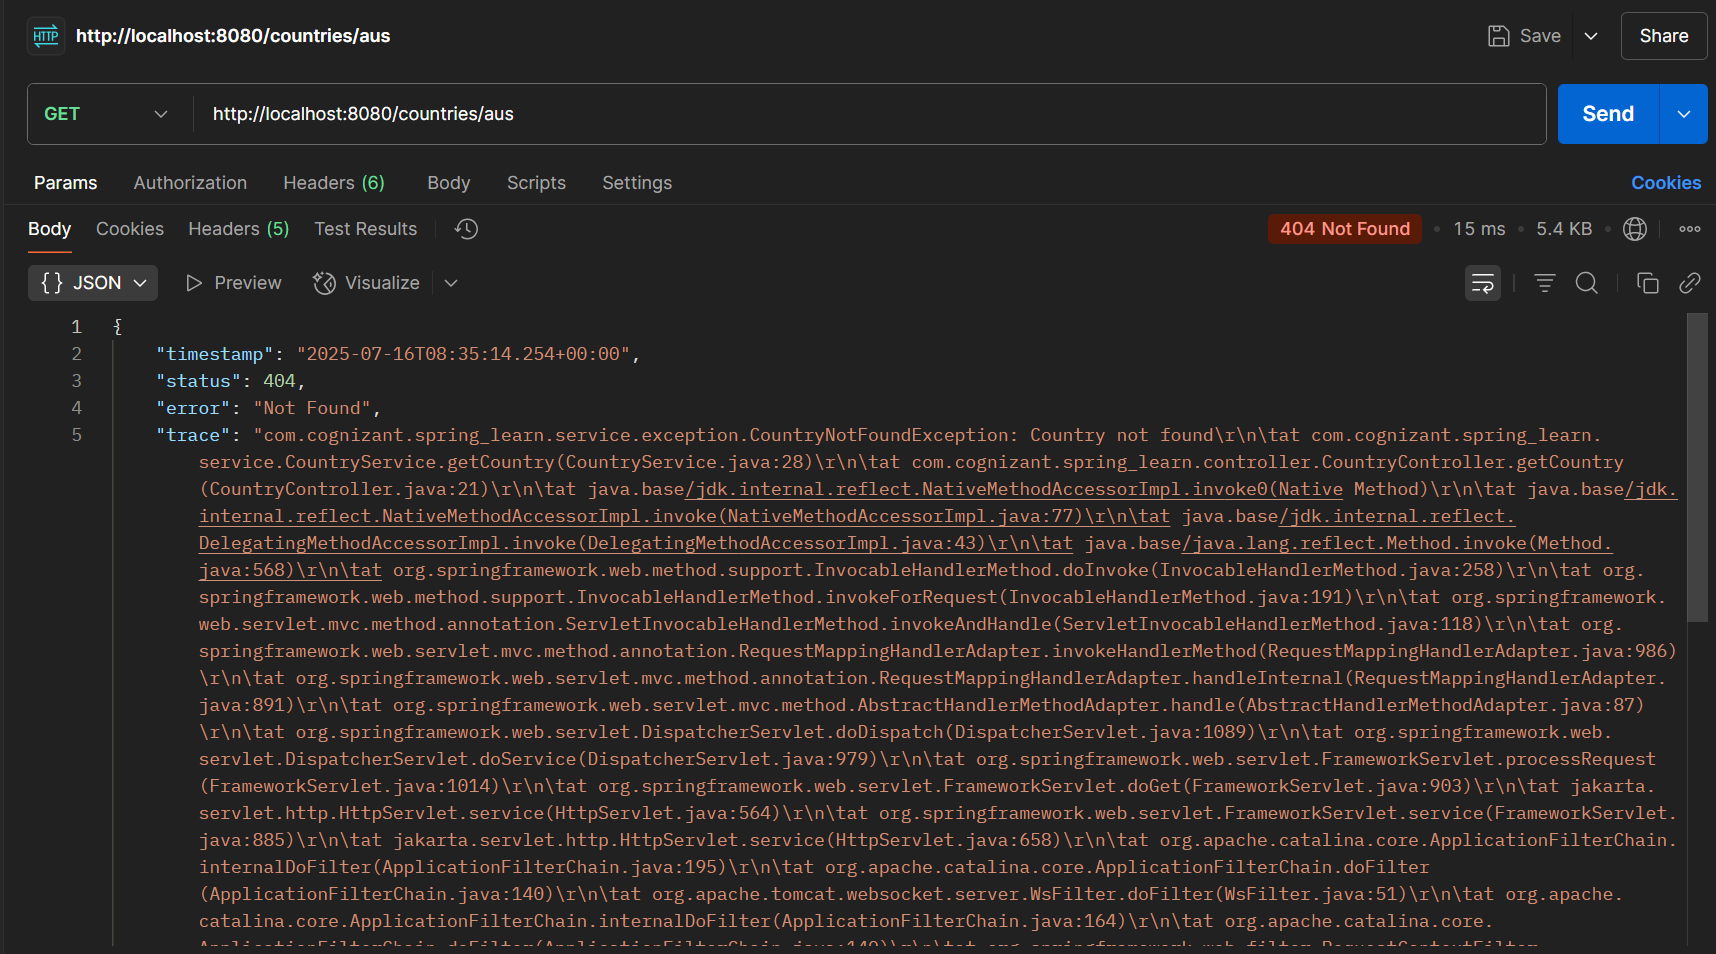 HTTP http://localhost:8080/countries/aus Save Share
GET http://localhost:8080/countries/aus Send
Params Authorization Headers (6) Body Scripts Settings Cookies
Body Cookies Headers (5) Test Results 404 Not Found • 15 ms • 5.4 KB •
{} JSON Preview Visualize
1 {
2 "timestamp": "2025-07-16T08:35:14.254+00:00",
3 "status": 404,
4 "error": "Not Found",
5 "trace": "com.cognizant.spring_learn.service.exception.CountryNotFoundException: Country not found\r\n\tat com.cognizant.spring_learn.
service.CountryService.getCountry(CountryService.java:28)\r\n\tat com.cognizant.spring_learn.controller.CountryController.getCountry
(CountryController.java:21)\r\n\tat java.base/jdk.internal.reflect.NativeMethodAccessorImpl.invoke0(Native Method)\r\n\tat java.base/jdk.
internal.reflect.NativeMethodAccessorImpl.invoke(NativeMethodAccessorImpl.java:77)\r\n\tat java.base/jdk.internal.reflect.
DelegatingMethodAccessorImpl.invoke(DelegatingMethodAccessorImpl.java:43)\r\n\tat java.base/java.lang.reflect.Method.invoke(Method.
java:568)\r\n\tat org.springframework.web.method.support.InvocableHandlerMethod.doInvoke(InvocableHandlerMethod.java:258)\r\n\tat org.
springframework.web.method.support.InvocableHandlerMethod.invokeForRequest(InvocableHandlerMethod.java:191)\r\n\tat org.springframework.
web.servlet.mvc.method.annotation.ServletInvocableHandlerMethod.invokeAndHandle(ServletInvocableHandlerMethod.java:118)\r\n\tat org.
springframework.web.servlet.mvc.method.annotation.RequestMappingHandlerAdapter.invokeHandlerMethod(RequestMappingHandlerAdapter.java:986)
\r\n\tat org.springframework.web.servlet.mvc.method.annotation.RequestMappingHandlerAdapter.handleInternal(RequestMappingHandlerAdapter.
java:891)\r\n\tat org.springframework.web.servlet.mvc.method.AbstractHandlerMethodAdapter.handle(AbstractHandlerMethodAdapter.java:87)
\r\n\tat org.springframework.web.servlet.DispatcherServlet.doDispatch(DispatcherServlet.java:1089)\r\n\tat org.springframework.web.
servlet.DispatcherServlet.doService(DispatcherServlet.java:979)\r\n\tat org.springframework.web.servlet.FrameworkServlet.processRequest
(FrameworkServlet.java:1014)\r\n\tat org.springframework.web.servlet.FrameworkServlet.doGet(FrameworkServlet.java:903)\r\n\tat jakarta.
servlet.http.HttpServlet.service(HttpServlet.java:564)\r\n\tat org.springframework.web.servlet.FrameworkServlet.service(FrameworkServlet.
java:885)\r\n\tat jakarta.servlet.http.HttpServlet.service(HttpServlet.java:658)\r\n\tat org.apache.catalina.core.ApplicationFilterChain.
internalDoFilter(ApplicationFilterChain.java:195)\r\n\tat org.apache.catalina.core.ApplicationFilterChain.doFilter
(ApplicationFilterChain.java:140)\r\n\tat org.apache.tomcat.websocket.server.WsFilter.doFilter(WsFilter.java:51)\r\n\tat org.apache.
catalina.core.ApplicationFilterChain.internalDoFilter(ApplicationFilterChain.java:164)\r\n\tat org.apache.catalina.core.
ApplicationFilterChain.doFilter(ApplicationFilterChain.java:140)\r\n\tat org.springframework.web.filter.RequestContextFilter